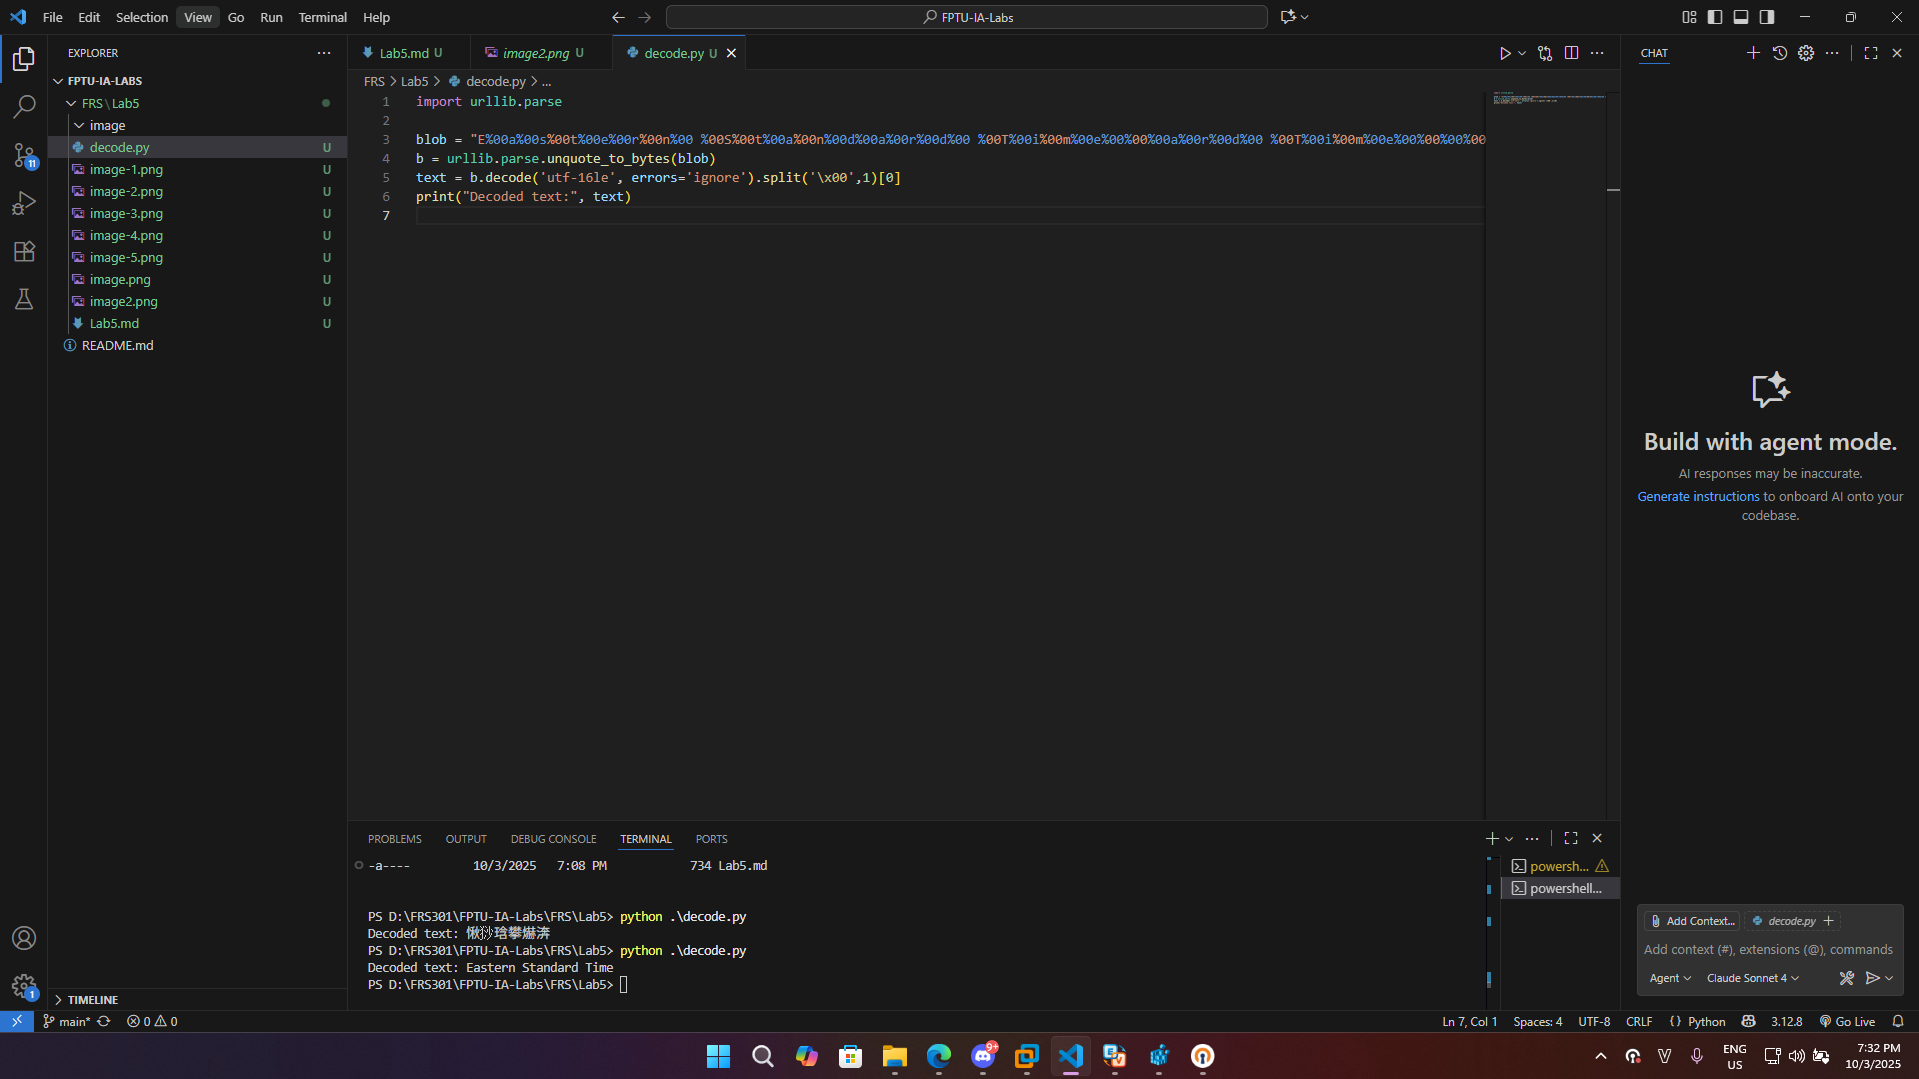 File Edit Selection View Go Run Terminal Help
FPTU-IA-Labs
EXPLORER
FPTU-IA-LABS
FRS \ Lab5
image
decode.py U
image-1.png U
image-2.png U
image-3.png U
image-4.png U
image-5.png U
image.png U
image2.png U
Lab5.md U
README.md
TIMELINE
11
1
Lab5.md U
image2.png U
decode.py U
FRS > Lab5 > decode.py > ...
1 import urllib.parse
2
3 blob = "E%00a%00s%00t%00e%00r%00n%00 %00S%00t%00a%00n%00d%00a%00r%00d%00 %00T%00i%00m%00e%00%00%00a%00r%00d%00 %00T%00i%00m%00e%00%00%00%00
4 b = urllib.parse.unquote_to_bytes(blob)
5 text = b.decode('utf-16le', errors='ignore').split('\x00',1)[0]
6 print("Decoded text:", text)
7
PROBLEMS OUTPUT DEBUG CONSOLE TERMINAL PORTS
-a---- 10/3/2025 7:08 PM 734 Lab5.md
PS D:\FRS301\FPTU-IA-Labs\FRS\Lab5> python .\decode.py
Decoded text:
PS D:\FRS301\FPTU-IA-Labs\FRS\Lab5> python .\decode.py
Decoded text: Eastern Standard Time
PS D:\FRS301\FPTU-IA-Labs\FRS\Lab5>
powersh...
powershell...
CHAT
Build with agent mode.
AI responses may be inaccurate.
Generate instructions to onboard AI onto your
codebase.
Add Context... decode.py
Add context (#), extensions (@), commands
Agent Claude Sonnet 4
main* 0 0
Ln 7, Col 1 Spaces: 4 UTF-8 CRLF {} Python 3.12.8 Go Live
9+
ENG
US
7:32 PM
10/3/2025